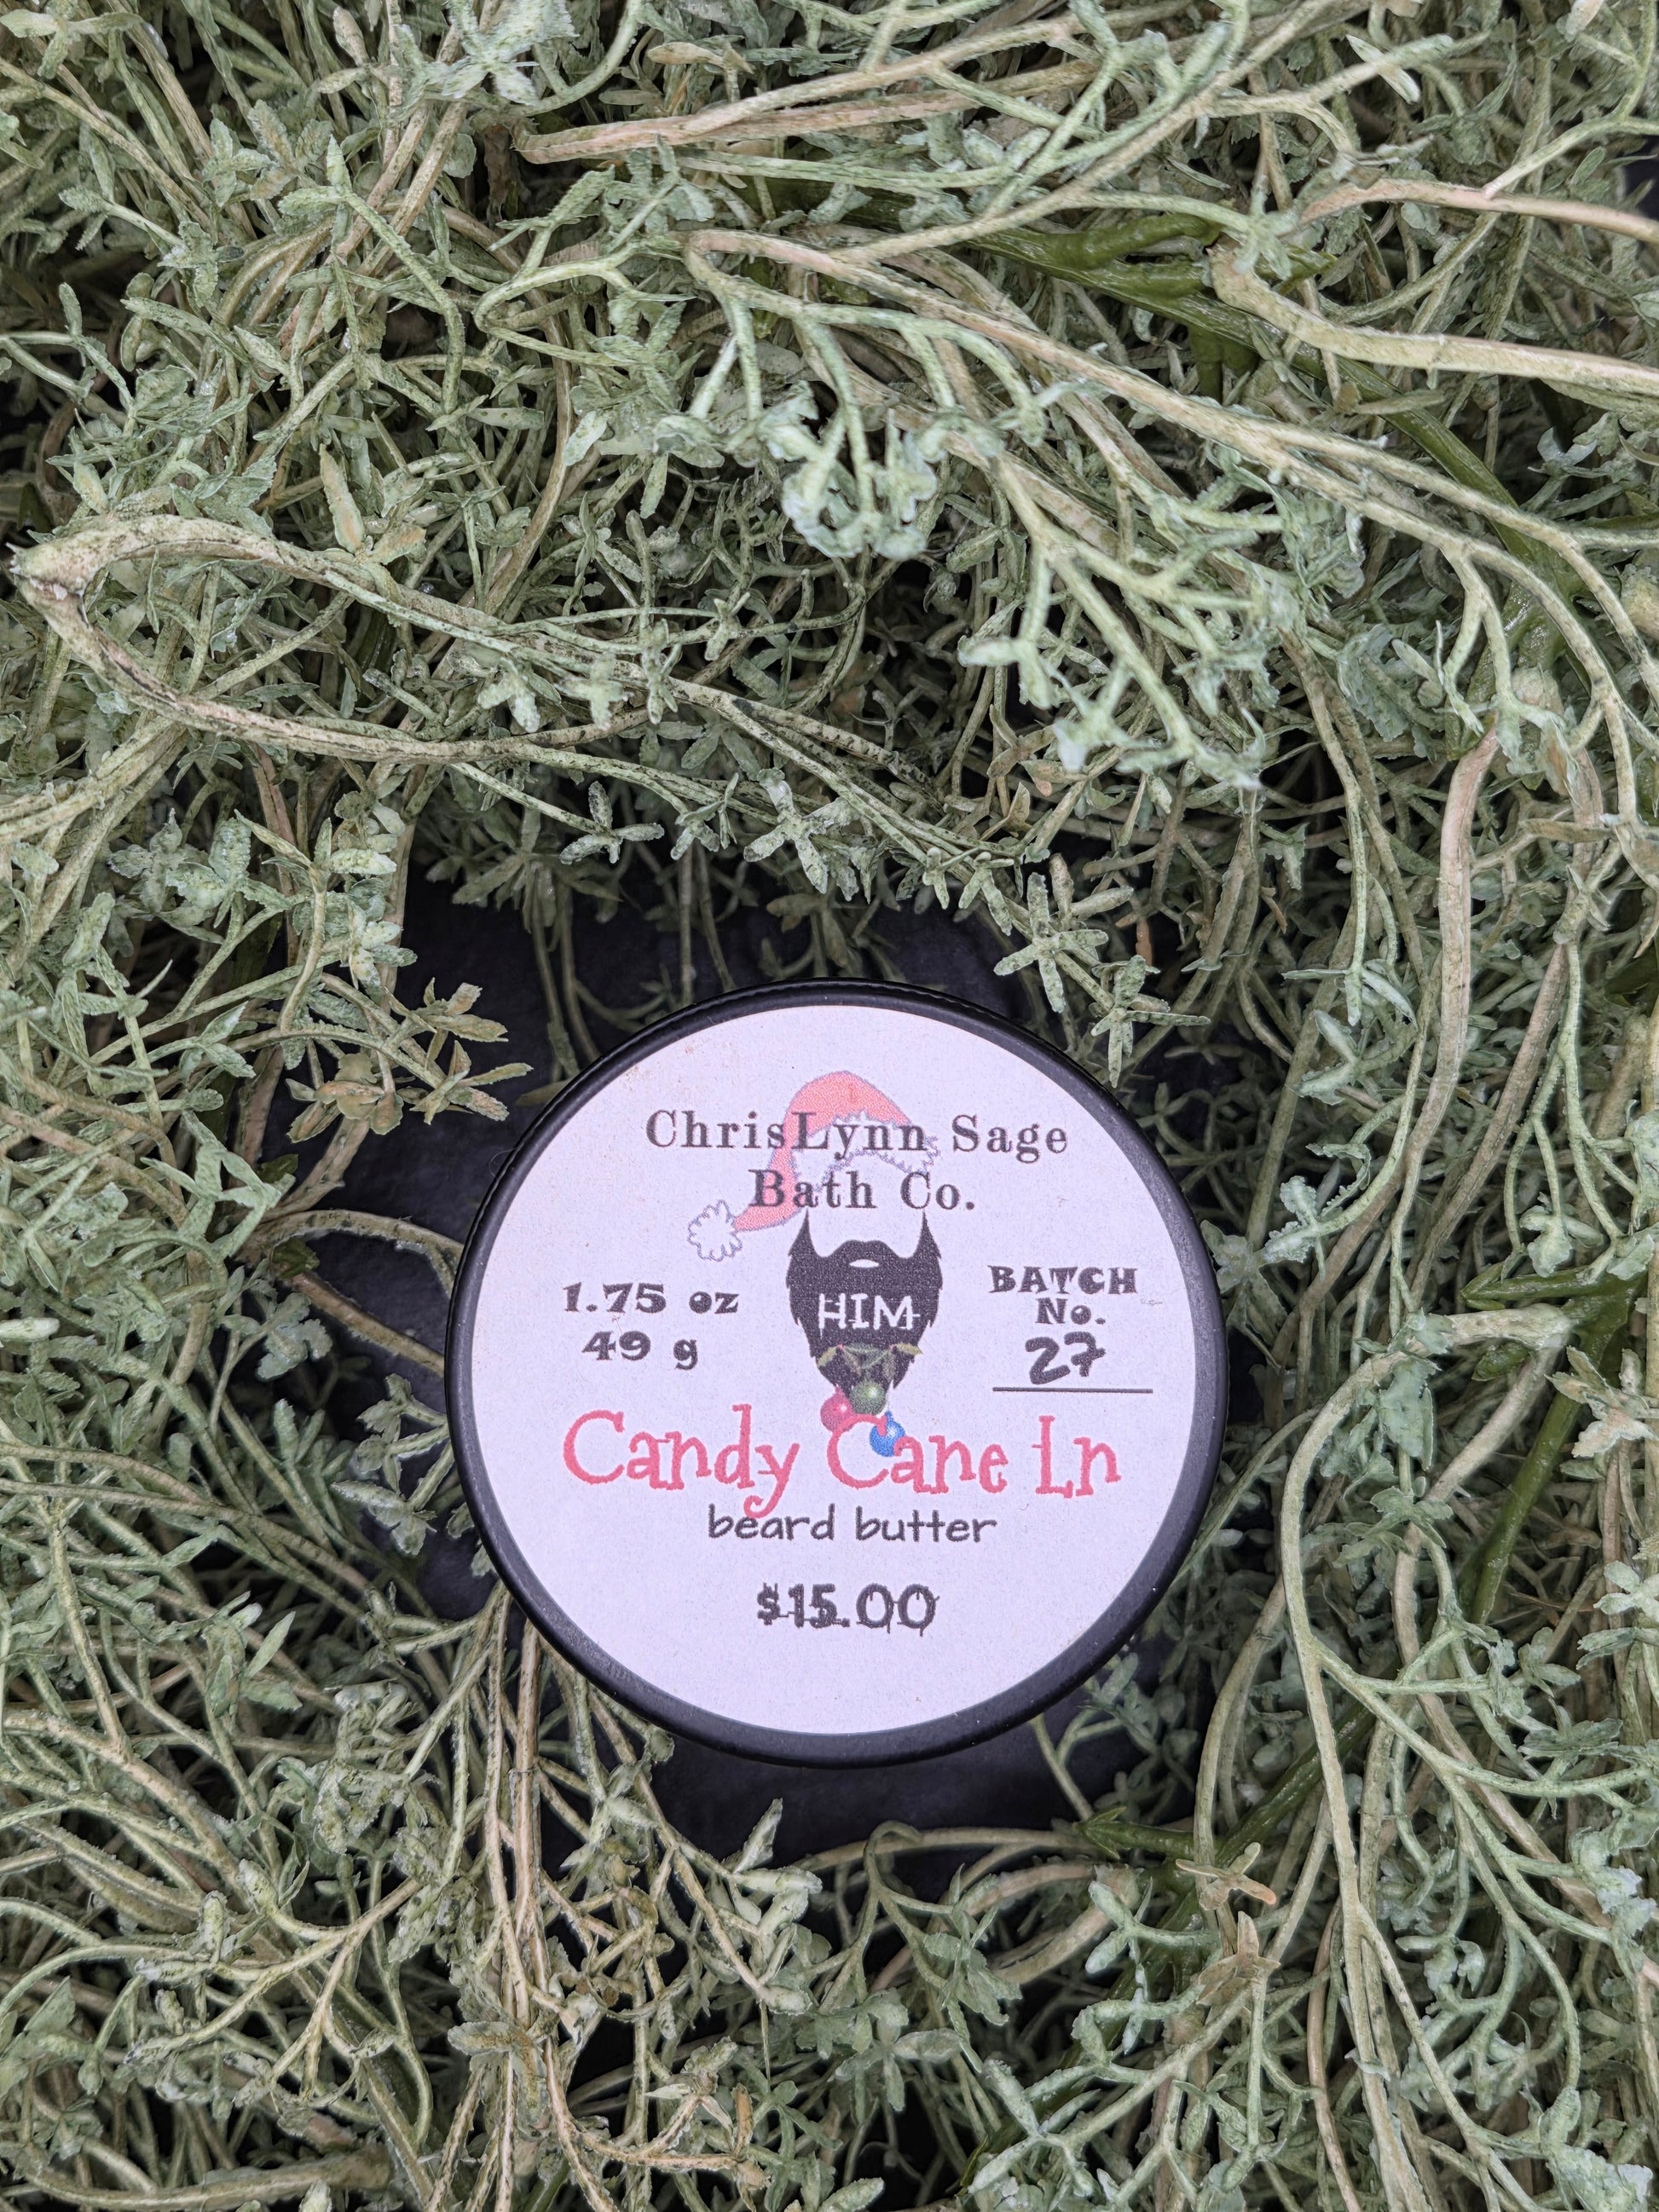 ChrisLynn Sage
Bath Co.
1.75 oz
49 g
HIM
BATCH
No.
27
Candy Cane Ln
beard butter
$15.00